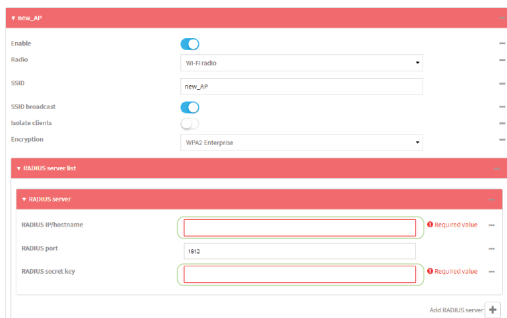 ▼ new_AP
Enable
Radio Wi-Fi radio
SSID new_AP
SSID broadcast
Isolate clients
Encryption WPA2 Enterprise
▼ RADIUS server list
▼ RADIUS server
RADIUS IP/hostname Required value
RADIUS port 1812
RADIUS secret key Required value
Add RADIUS server